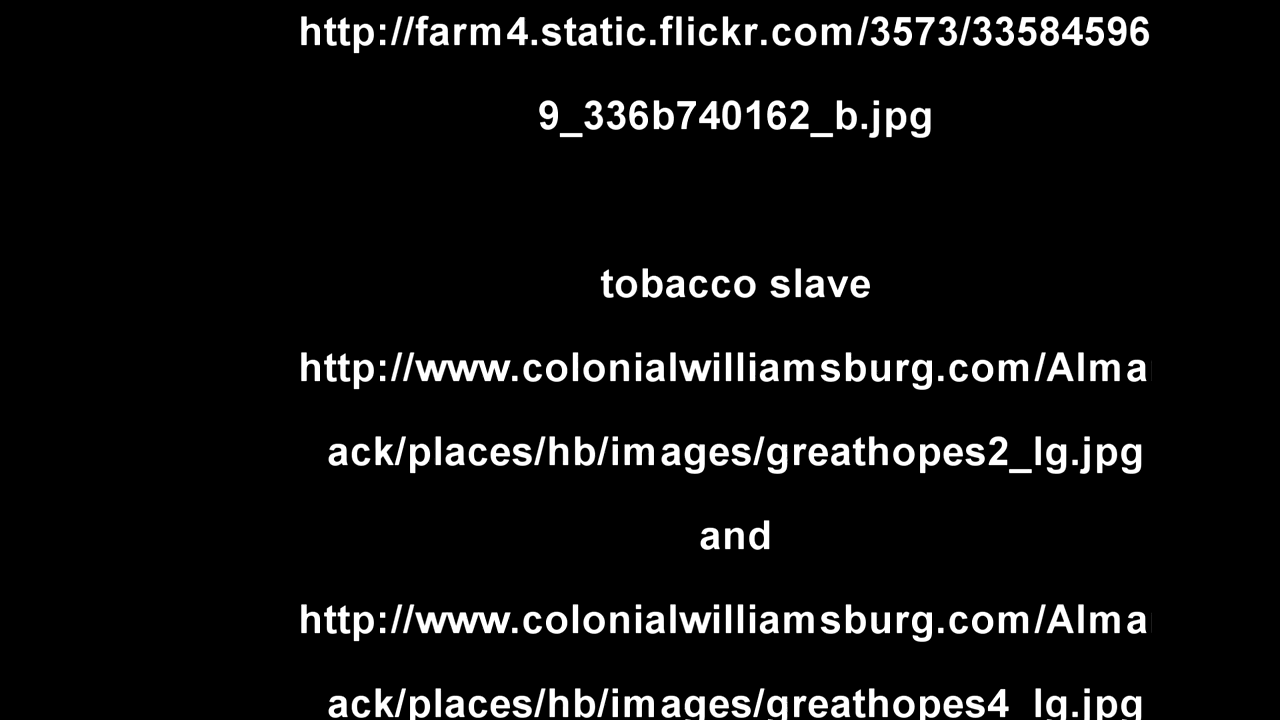 http://farm4.static.flickr.com/3573/33584596
9_336b740162_b.jpg
tobacco slave
http://www.colonialwilliamsburg.com/Alma
ack/places/hb/images/greathopes2_lg.jpg
and
http://www.colonialwilliamsburg.com/Alma
ack/places/hb/images/greathopes4_lg.jpg